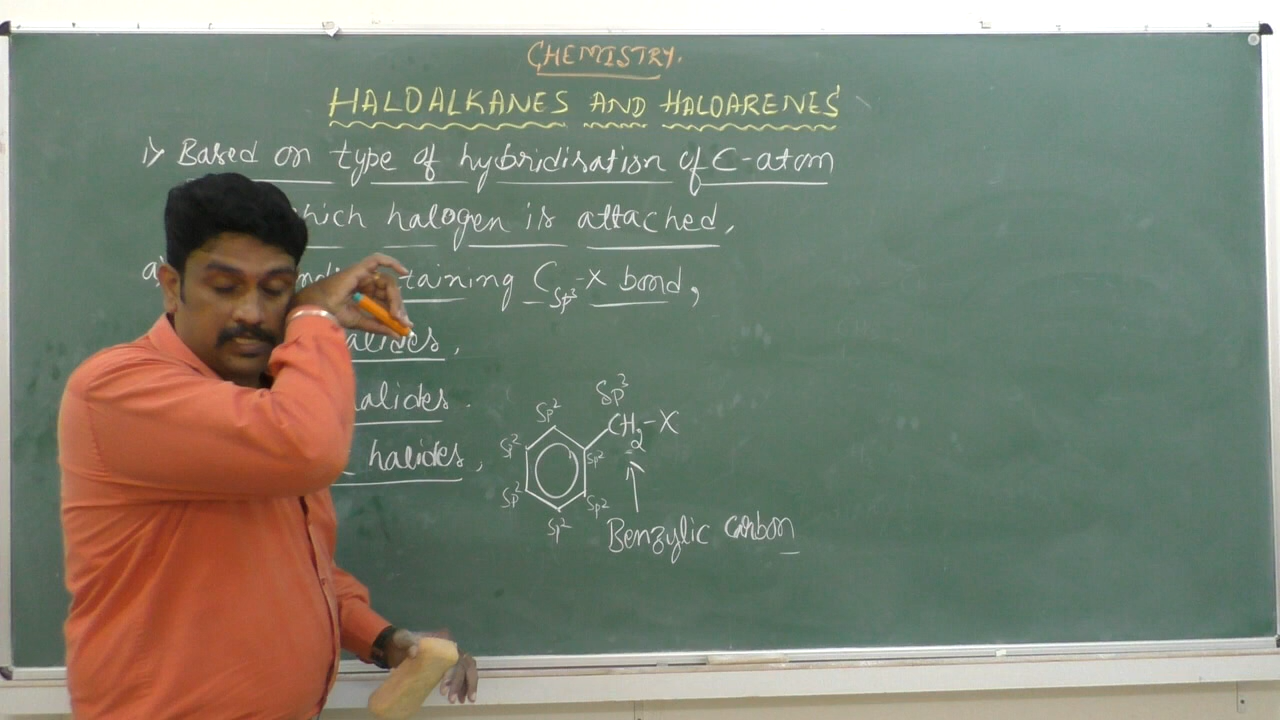 CHEMISTRY.
HALOALKANES AND HALOARENES
1> Based on type of hybridisation of C-atom
hich halogen is attached,
a) taining C sp3 -X bond,
alides,
alides.
halides,
sp3
CH2-X
sp2
sp2
sp2
sp2
sp2
sp2
Benzylic carbon